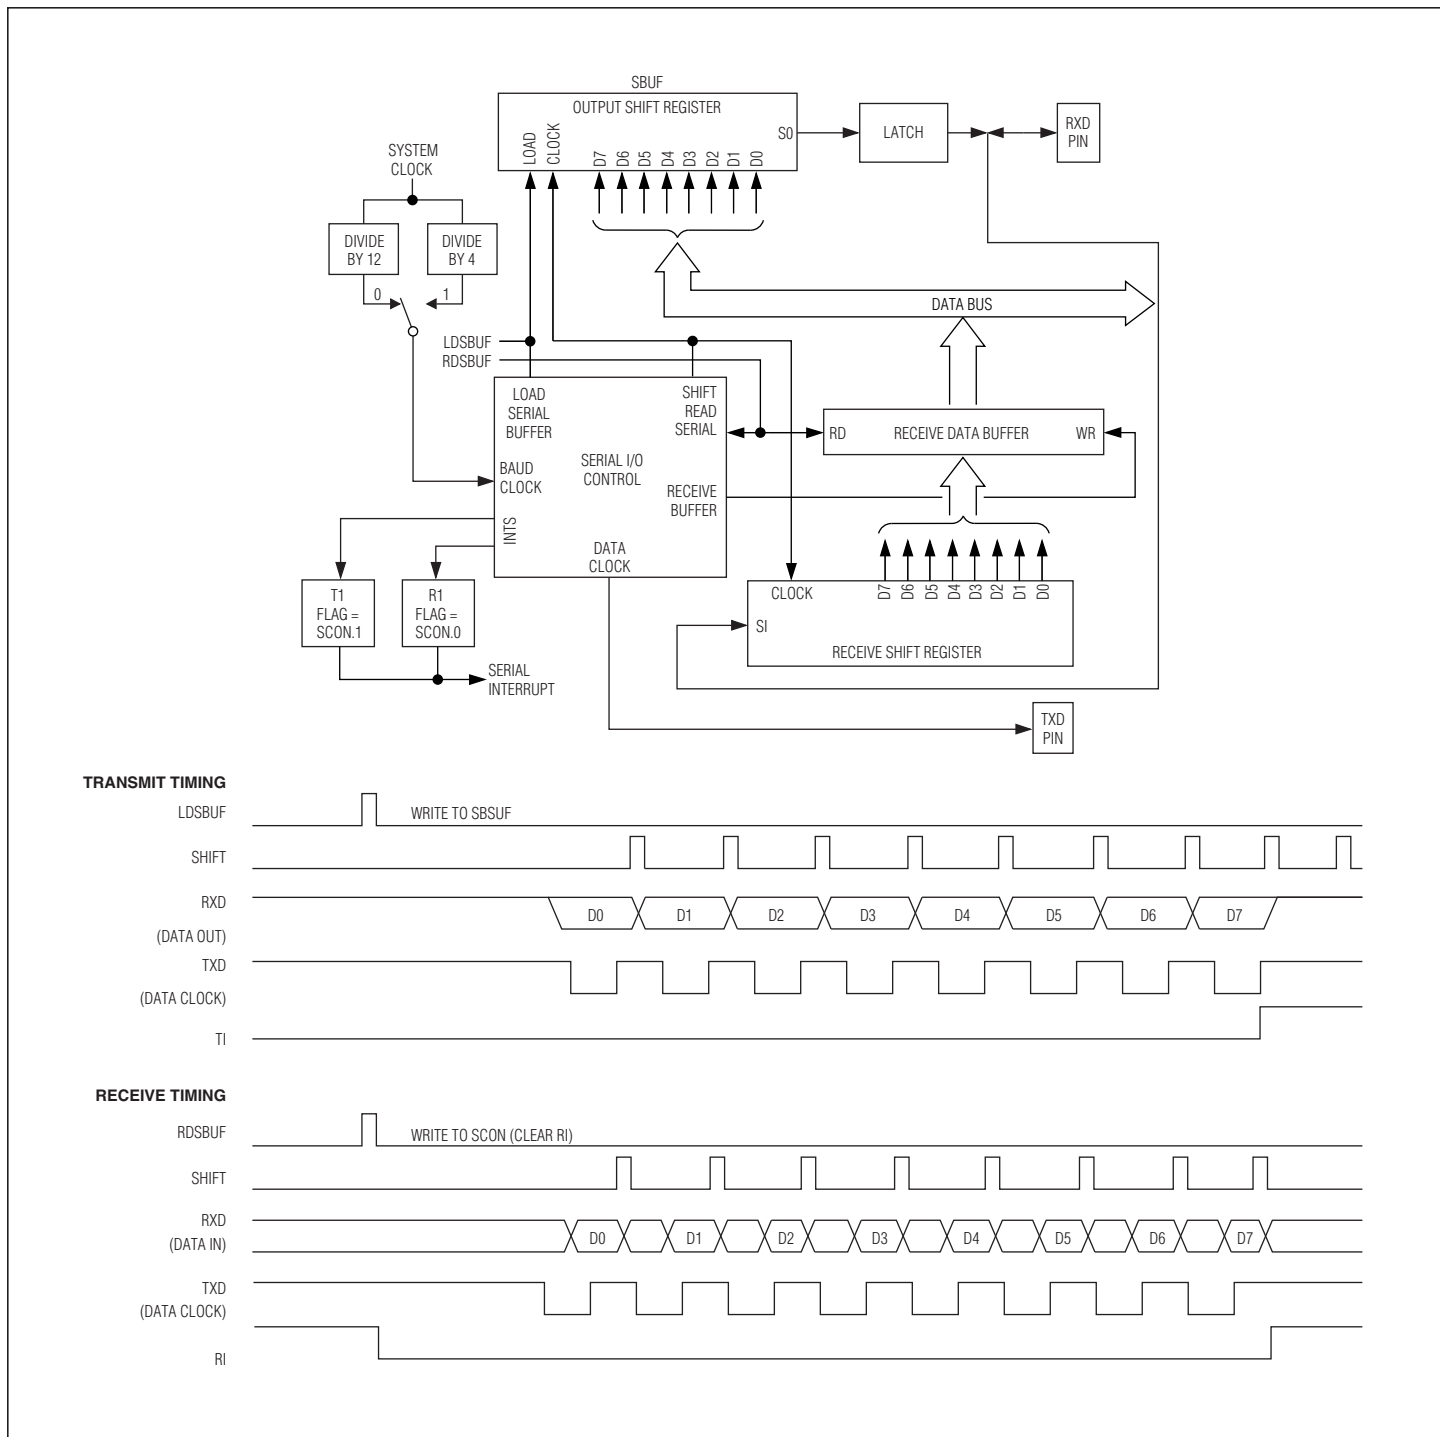 SBUF
OUTPUT SHIFT REGISTER
LOAD
CLOCK
D7
D6
D5
D4
D3
D2
D1
D0
S0
LATCH
RXD
PIN
SYSTEM
CLOCK
DIVIDE
BY 12
DIVIDE
BY 4
0
1
DATA BUS
LDSBUF
RDSBUF
LOAD
SERIAL
BUFFER
SHIFT
READ
SERIAL
BAUD
CLOCK
SERIAL I/O
CONTROL
RECEIVE
BUFFER
INTS
DATA
CLOCK
RD
RECEIVE DATA BUFFER
WR
T1
FLAG =
SCON.1
R1
FLAG =
SCON.0
SERIAL
INTERRUPT
CLOCK
D7
D6
D5
D4
D3
D2
D1
D0
SI
RECEIVE SHIFT REGISTER
TXD
PIN
TRANSMIT TIMING
LDSBUF
WRITE TO SBSUF
SHIFT
RXD
(DATA OUT)
D0 D1 D2 D3 D4 D5 D6 D7
TXD
(DATA CLOCK)
TI
RECEIVE TIMING
RDSBUF
WRITE TO SCON (CLEAR RI)
SHIFT
RXD
(DATA IN)
D0 D1 D2 D3 D4 D5 D6 D7
TXD
(DATA CLOCK)
RI